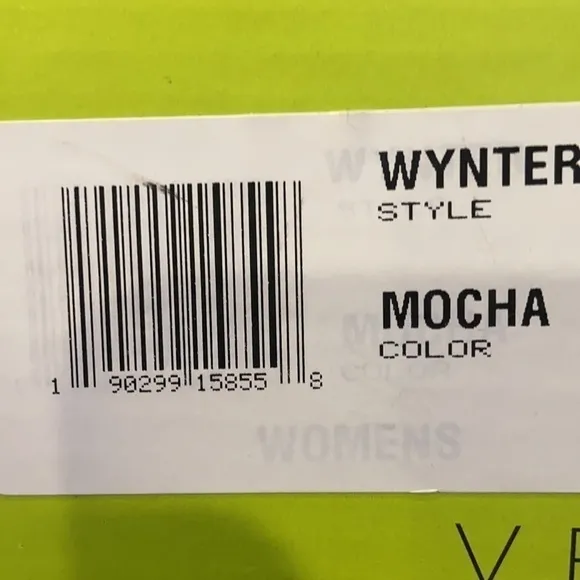 WYNTER
STYLE
MOCHA
COLOR
1 90299 15855 8
WOMENS